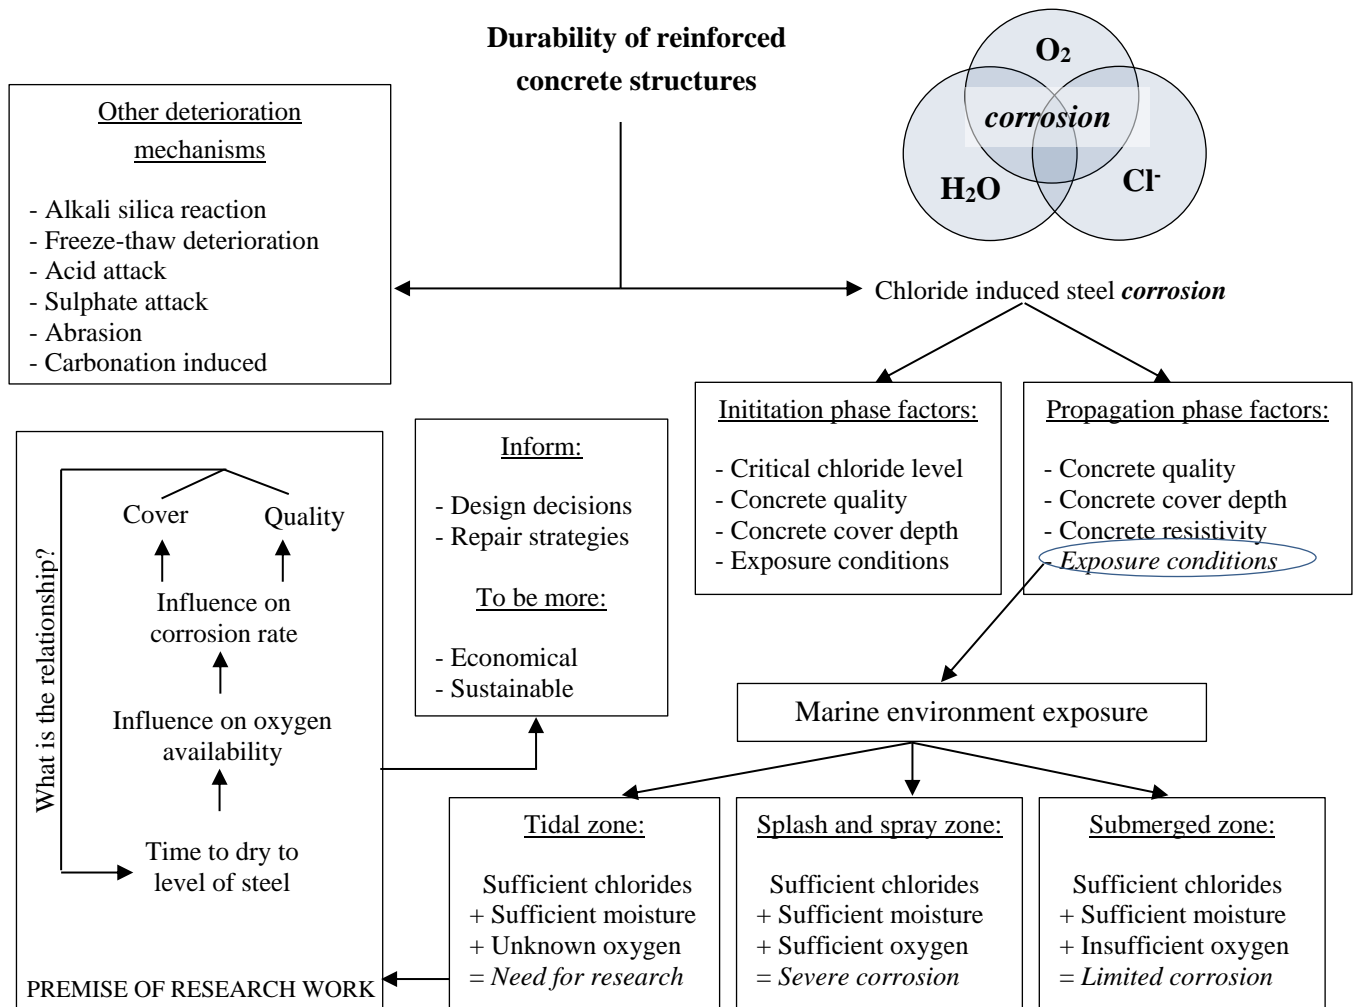 Durability of reinforced
concrete structures
O₂
corrosion
H₂O
Cl⁻
Other deterioration
mechanisms
- Alkali silica reaction
- Freeze-thaw deterioration
- Acid attack
- Sulphate attack
- Abrasion
- Carbonation induced
Chloride induced steel corrosion
Inititation phase factors:
- Critical chloride level
- Concrete quality
- Concrete cover depth
- Exposure conditions
Propagation phase factors:
- Concrete quality
- Concrete cover depth
- Concrete resistivity
- Exposure conditions
Inform:
- Design decisions
- Repair strategies
To be more:
- Economical
- Sustainable
What is the relationship?
Cover
Quality
Influence on
corrosion rate
Influence on oxygen
availability
Time to dry to
level of steel
PREMISE OF RESEARCH WORK
Marine environment exposure
Tidal zone:
Sufficient chlorides
+ Sufficient moisture
+ Unknown oxygen
= Need for research
Splash and spray zone:
Sufficient chlorides
+ Sufficient moisture
+ Sufficient oxygen
= Severe corrosion
Submerged zone:
Sufficient chlorides
+ Sufficient moisture
+ Insufficient oxygen
= Limited corrosion